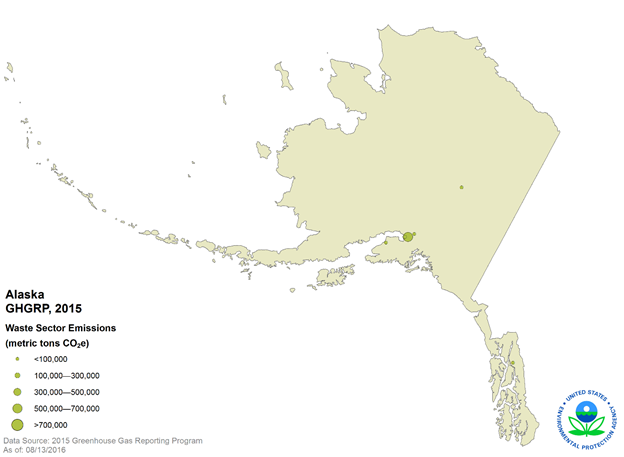 Alaska
GHGRP, 2015
Waste Sector Emissions
(metric tons CO₂e)
<100,000
100,000—300,000
300,000—500,000
500,000—700,000
>700,000
Data Source: 2015 Greenhouse Gas Reporting Program
As of: 08/13/2016
UNITED STATES
ENVIRONMENTAL PROTECTION AGENCY